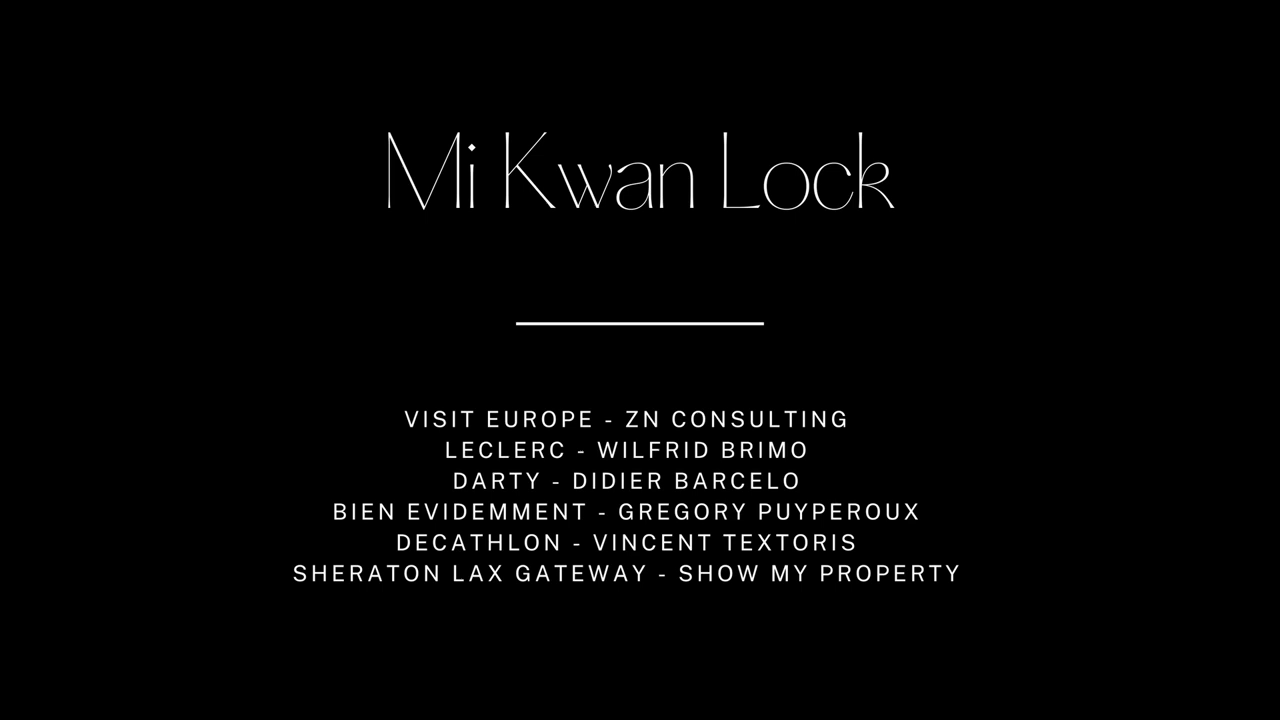 Mi Kwan Lock
VISIT EUROPE - ZN CONSULTING
LECLERC - WILFRID BRIMO
DARTY - DIDIER BARCELO
BIEN EVIDEMMENT - GREGORY PUYPEROUX
DECATHLON - VINCENT TEXTORIS
SHERATON LAX GATEWAY - SHOW MY PROPERTY